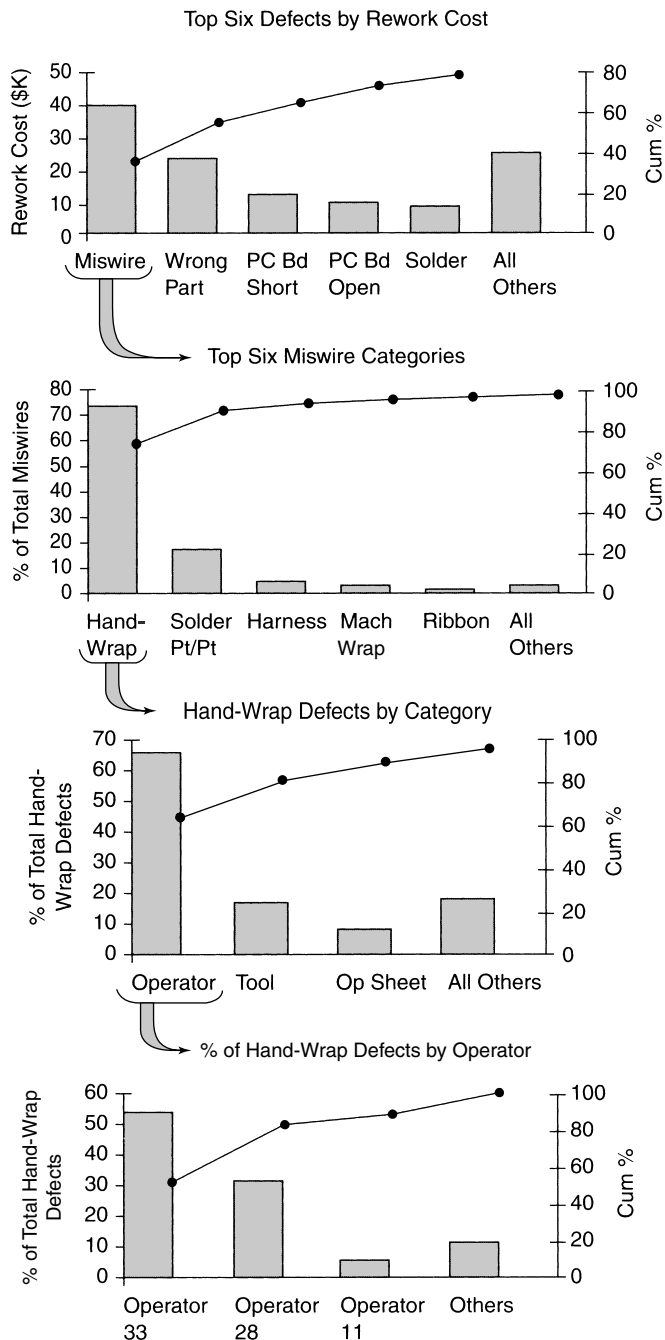 Top Six Defects by Rework Cost
Rework Cost ($K)
50
40
30
20
10
0
80
60
40
20
0
Cum %
Miswire
Wrong
Part
PC Bd
Short
PC Bd
Open
Solder
All
Others
Top Six Miswire Categories
% of Total Miswires
80
70
60
50
40
30
20
10
0
100
80
60
40
20
0
Cum %
Hand-
Wrap
Solder
Pt/Pt
Harness
Mach
Wrap
Ribbon
All
Others
Hand-Wrap Defects by Category
% of Total Hand-
Wrap Defects
70
60
50
40
30
20
10
0
100
80
60
40
20
0
Cum %
Operator
Tool
Op Sheet
All Others
% of Hand-Wrap Defects by Operator
% of Total Hand-Wrap
Defects
60
50
40
30
20
10
0
100
80
60
40
20
0
Cum %
Operator
33
Operator
28
Operator
11
Others